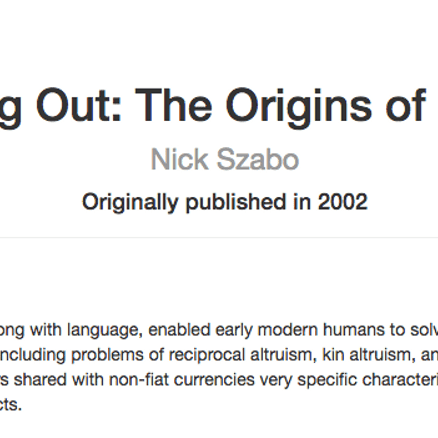 g Out: The Origins of
Nick Szabo
Originally published in 2002
ong with language, enabled early modern humans to solv
ncluding problems of reciprocal altruism, kin altruism, an
s shared with non-fiat currencies very specific characteri
cts.